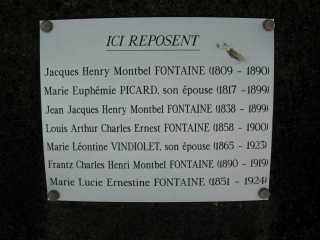 ICI REPOSENT
Jacques Henry Montbel FONTAINE (1809 - 1890)
Marie Euphémie PICARD, son épouse (1817 -1899)
Jean Jacques Henry Montbel FONTAINE (1838 - 1899)
Louis Arthur Charles Ernest FONTAINE (1858 - 1900)
Marie Léontine VINDIOLET, son épouse (1865 - 1923)
Frantz Charles Henri Montbel FONTAINE (1890 - 1919)
Marie Lucie Ernestine FONTAINE (1851 - 1924)